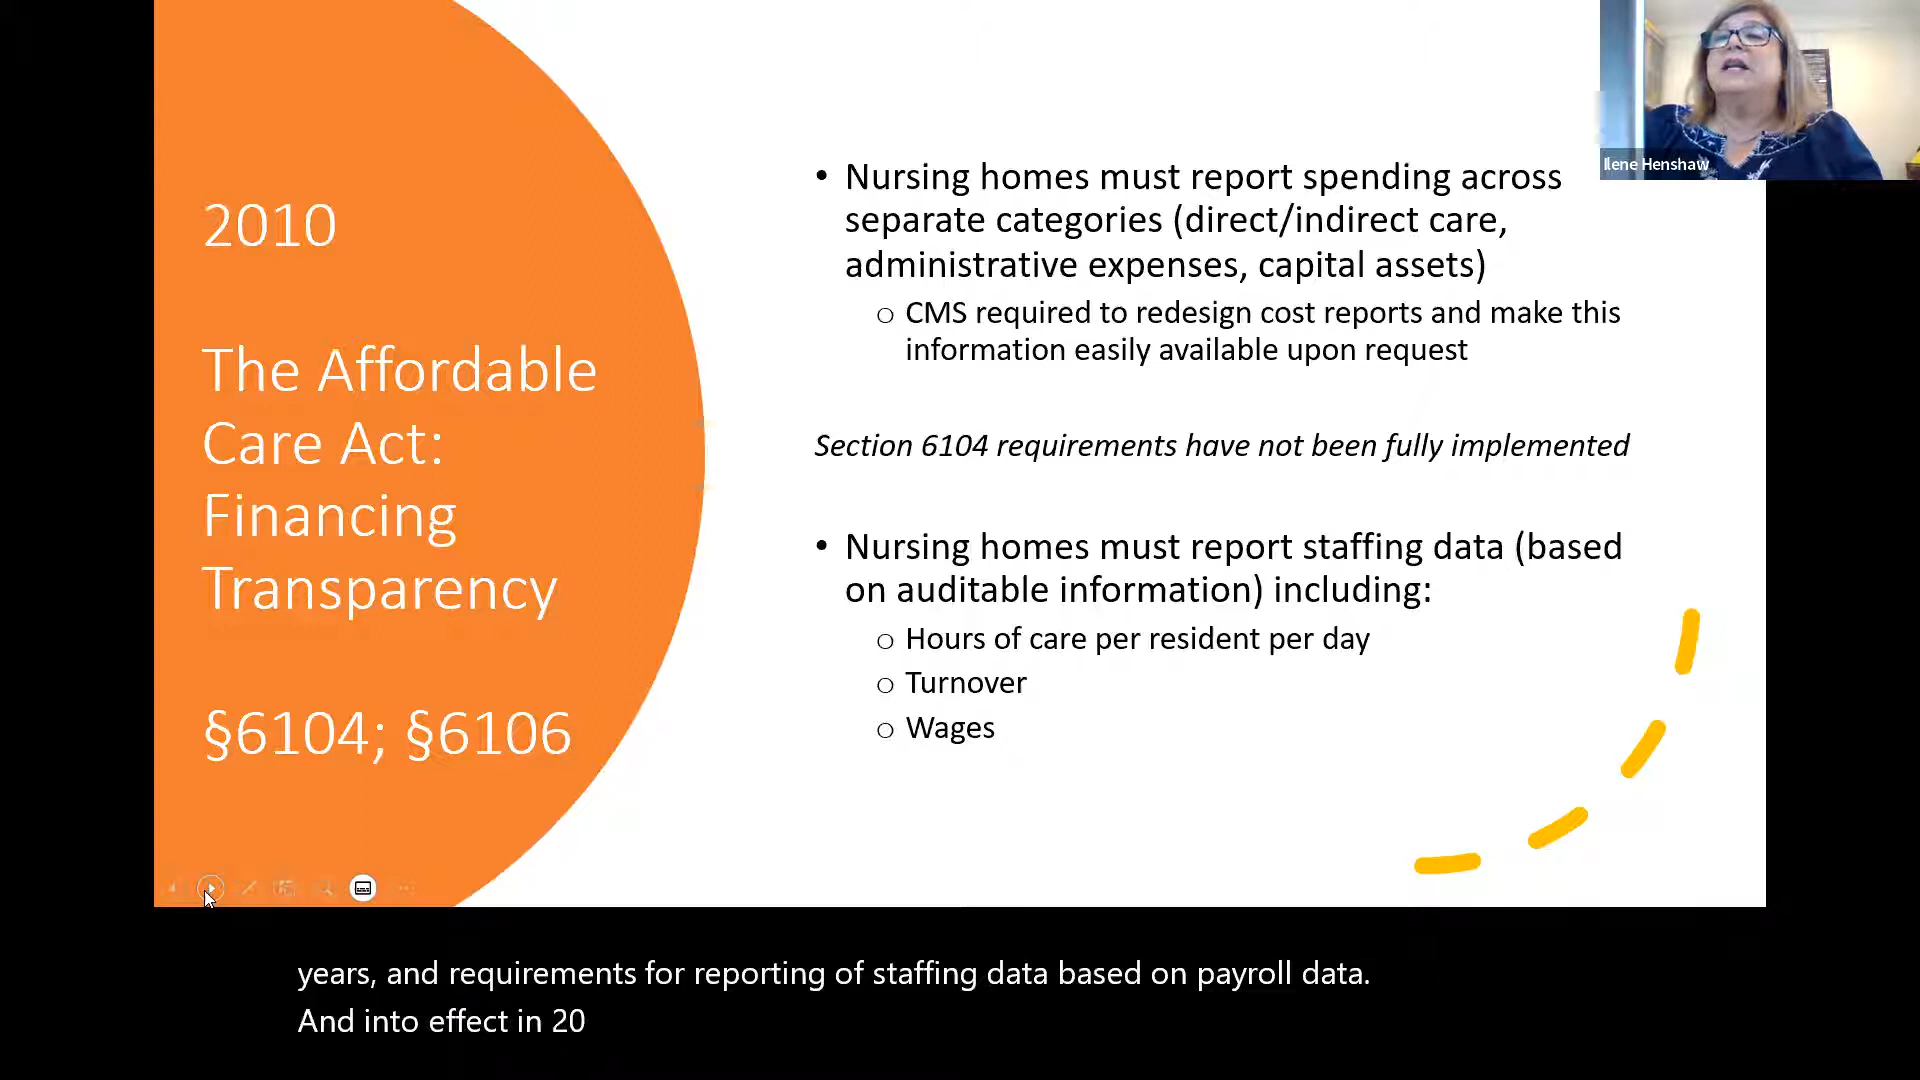 2010
The Affordable
Care Act:
Financing
Transparency
§6104; §6106
• Nursing homes must report spending across
separate categories (direct/indirect care,
administrative expenses, capital assets)
o CMS required to redesign cost reports and make this
information easily available upon request
Section 6104 requirements have not been fully implemented
• Nursing homes must report staffing data (based
on auditable information) including:
o Hours of care per resident per day
o Turnover
o Wages
Ilene Henshaw
years, and requirements for reporting of staffing data based on payroll data.
And into effect in 20